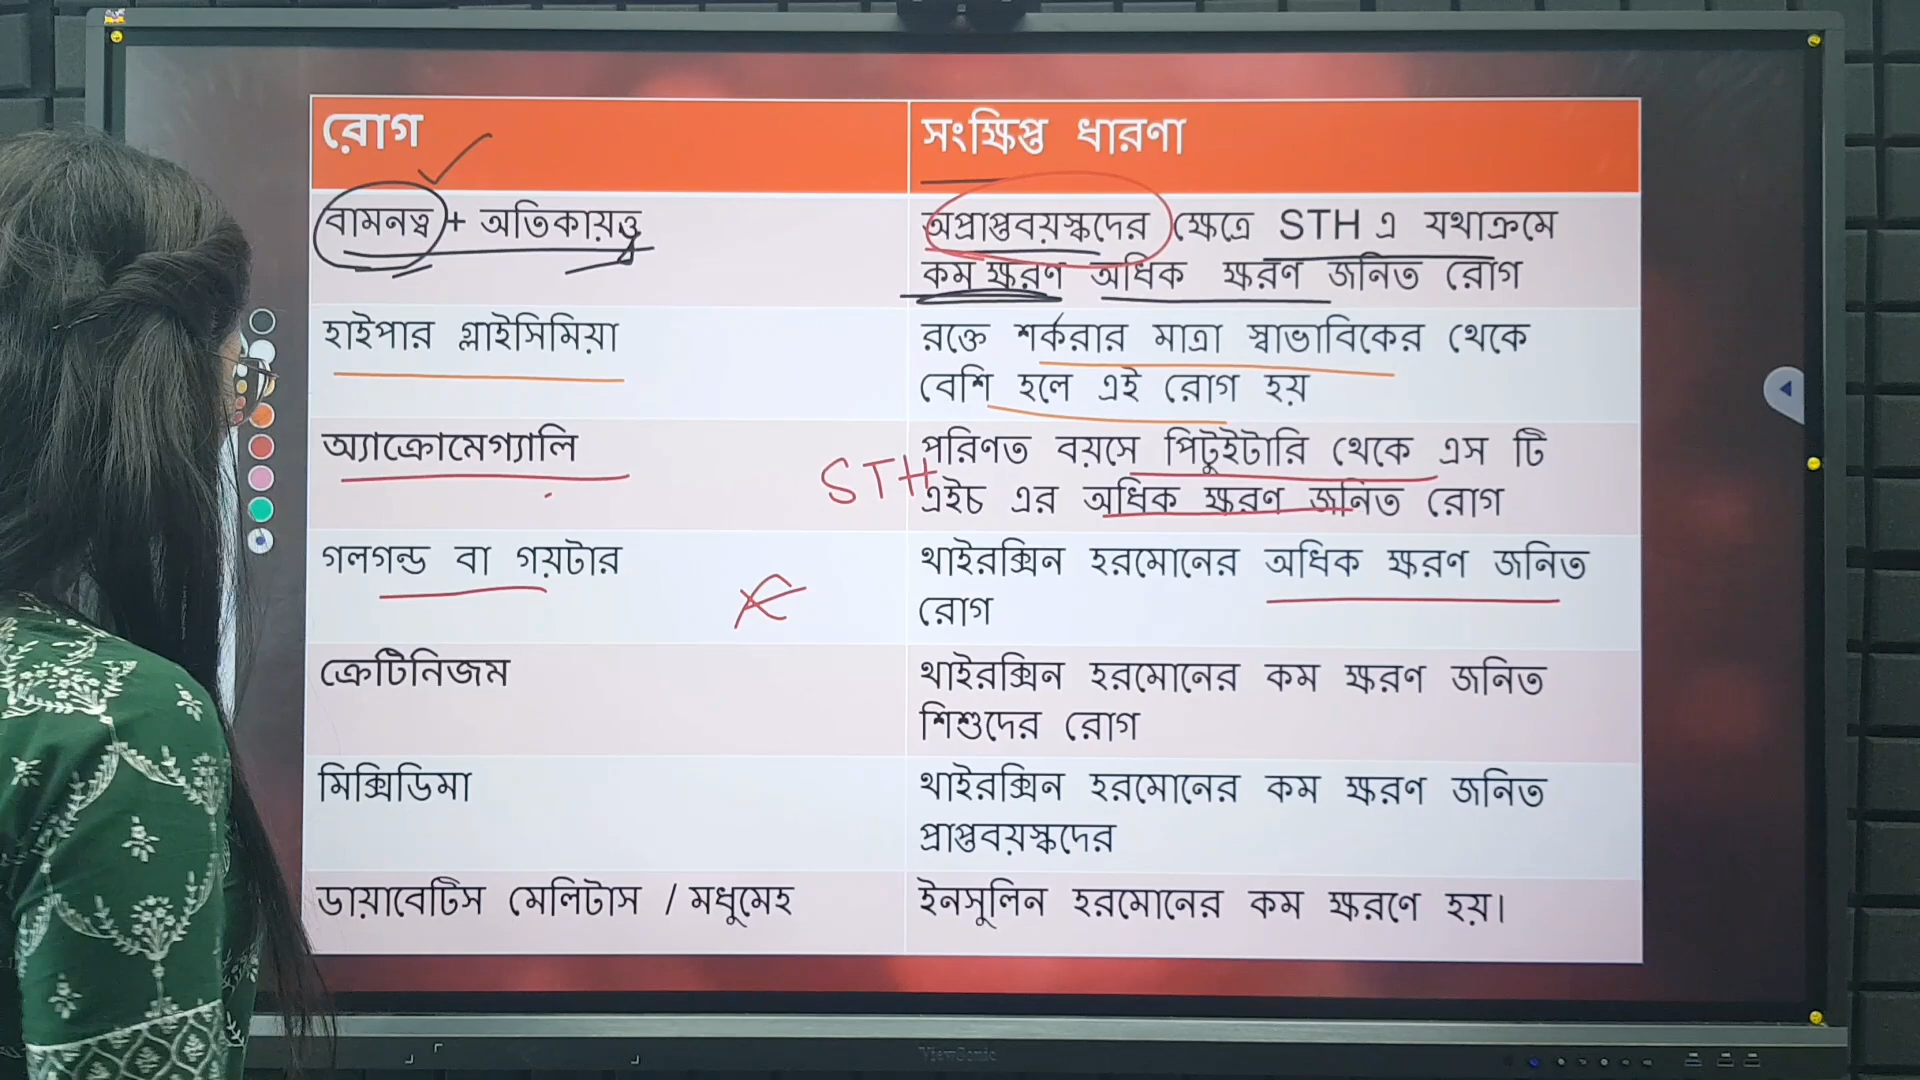 রোগ
সংক্ষিপ্ত ধারণা
বামনত্ব + অতিকায়ত্ব
অপ্রাপ্তবয়স্কদের ক্ষেত্রে STH এ যথাক্রমে
কম ক্ষরণ অধিক ক্ষরণ জনিত রোগ
হাইপার গ্লাইসিমিয়া
রক্তে শর্করার মাত্রা স্বাভাবিকের থেকে
বেশি হলে এই রোগ হয়
অ্যাক্রোমেগ্যালি
পরিণত বয়সে পিটুইটারি থেকে এস টি
STH
এইচ এর অধিক ক্ষরণ জনিত রোগ
গলগন্ড বা গয়টার
থাইরক্সিন হরমোনের অধিক ক্ষরণ জনিত
রোগ
ক্রেটিনিজম
থাইরক্সিন হরমোনের কম ক্ষরণ জনিত
শিশুদের রোগ
মিক্সিডিমা
থাইরক্সিন হরমোনের কম ক্ষরণ জনিত
প্রাপ্তবয়স্কদের
ডায়াবেটিস মেলিটাস / মধুমেহ
ইনসুলিন হরমোনের কম ক্ষরণে হয়।
ViewSonic